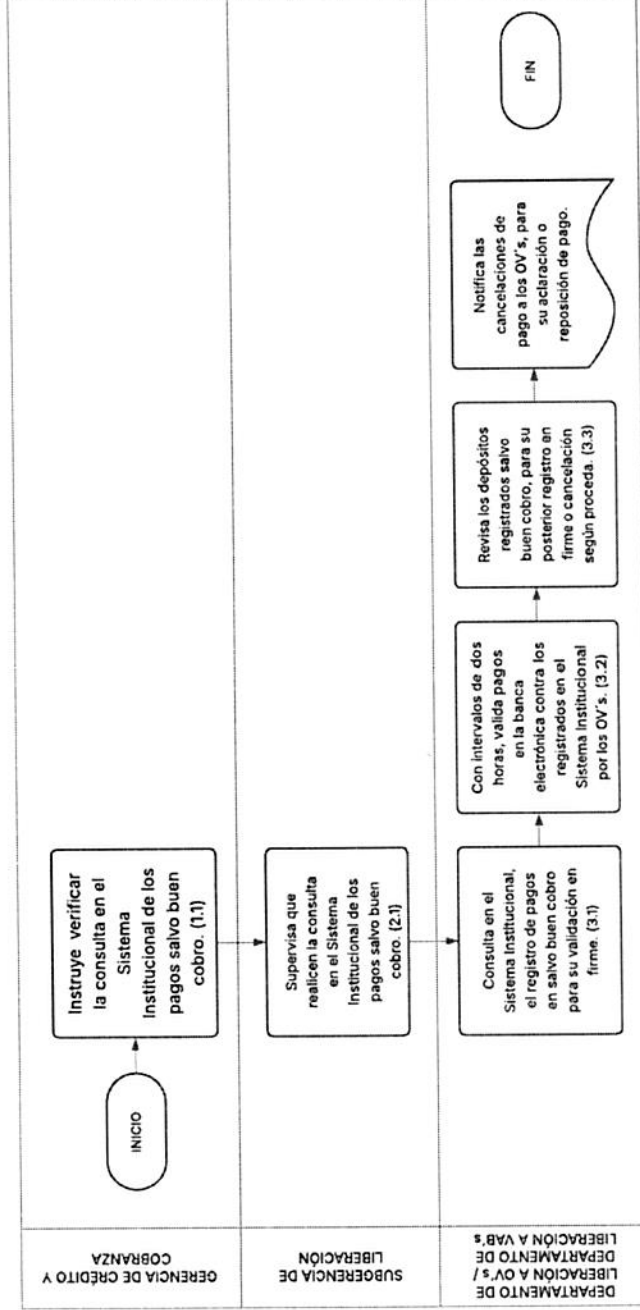 GERENCIA DE CRÉDITO Y
COBRANZA
INICIO
Instruye verificar
la consulta en el
Sistema
Institucional de los
pagos salvo buen
cobro. (1.1)
SUBGERENCIA DE
LIBERACIÓN
Supervisa que
realicen la consulta
en el Sistema
Institucional de los
pagos salvo buen
cobro. (2.1)
DEPARTAMENTO DE
LIBERACIÓN A OV's /
DEPARTAMENTO DE
LIBERACIÓN A VAB's
Consulta en el
Sistema Institucional,
el registro de pagos
en salvo buen cobro
para su validación en
firme. (3.1)
Con intervalos de dos
horas, valida pagos
en la banca
electrónica contra los
registrados en el
Sistema Institucional
por los OV´s. (3.2)
Revisa los depósitos
registrados salvo
buen cobro, para su
posterior registro en
firme o cancelación
según proceda. (3.3)
Notifica las
cancelaciones de
pago a los OV´s, para
su aclaración o
reposición de pago.
FIN